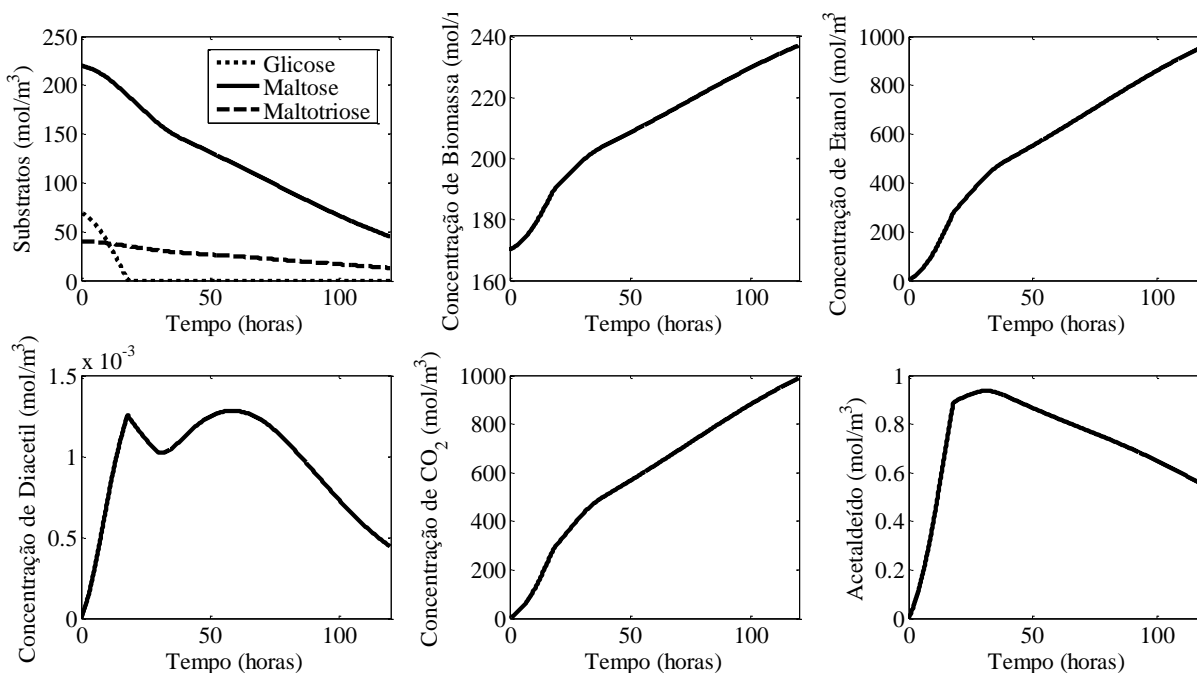 Substratos (mol/m³)
250
200
150
100
50
0
Glicose
Maltose
Maltotriose
0 50 100
Tempo (horas)
Concentração de Biomassa (mol/
240
220
200
180
160
0 50 100
Tempo (horas)
Concentração de Etanol (mol/m³
1000
800
600
400
200
0
0 50 100
Tempo (horas)
Concentração de Diacetil (mol/m³)
x 10⁻³
1.5
1
0.5
0
0 50 100
Tempo (horas)
Concentração de CO₂ (mol/m³)
1000
800
600
400
200
0
0 50 100
Tempo (horas)
Acetaldeído (mol/m³)
1
0.8
0.6
0.4
0.2
0
0 50 100
Tempo (horas)